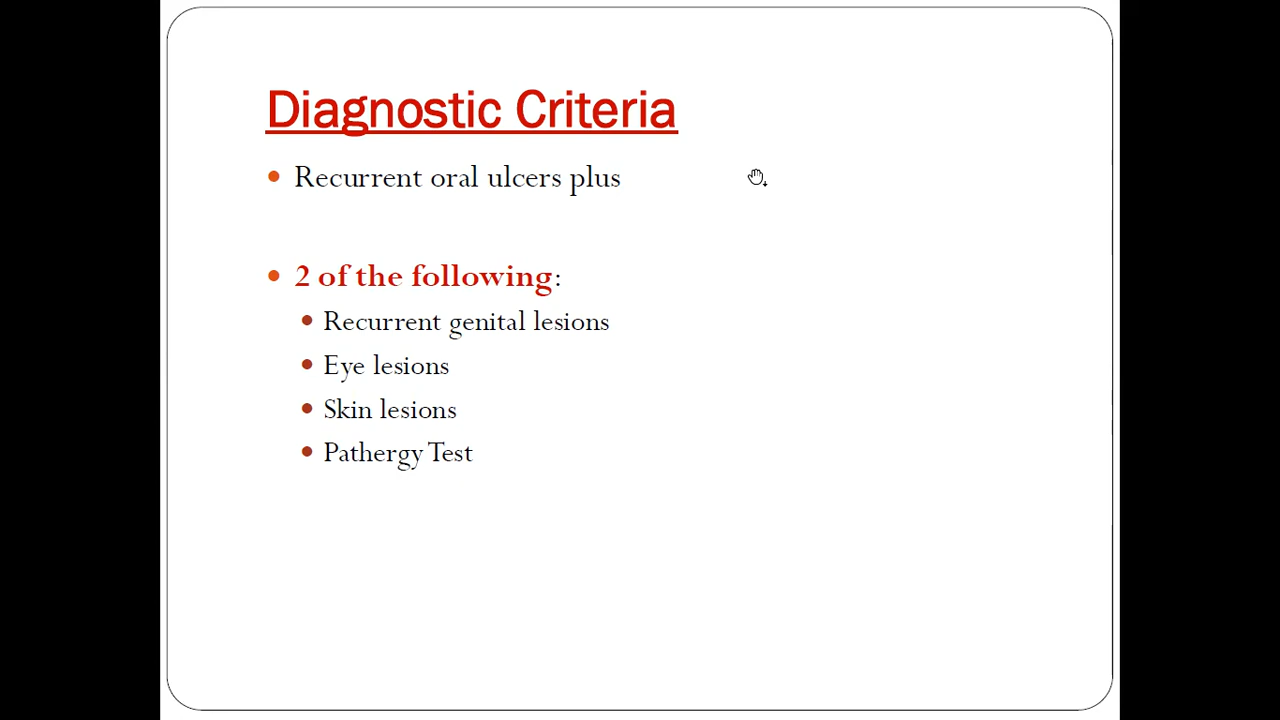 Diagnostic Criteria
• Recurrent oral ulcers plus
• 2 of the following:
• Recurrent genital lesions
• Eye lesions
• Skin lesions
• Pathergy Test